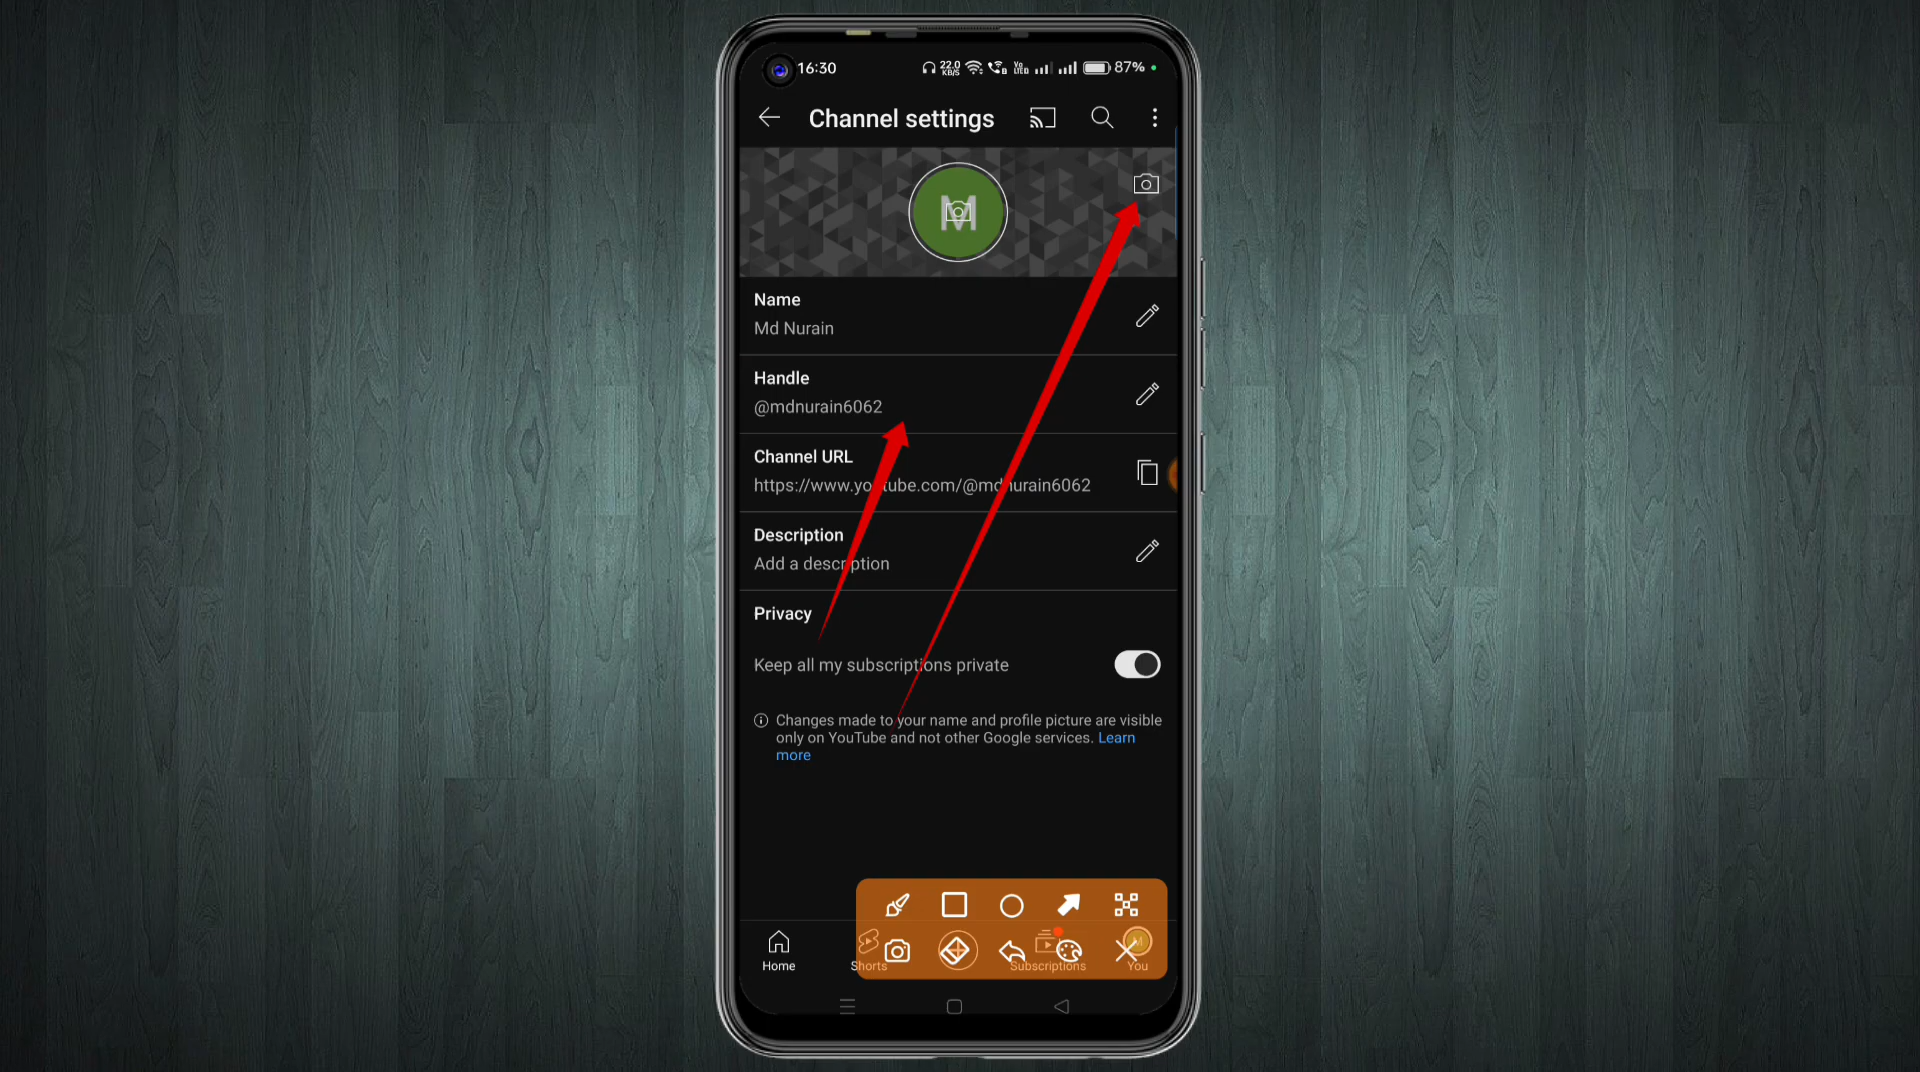 16:30
22.0
KB/S
Vo
LTE
87%
Channel settings
M
Name
Md Nurain
Handle
@mdnurain6062
Channel URL
https://www.youtube.com/@mdnurain6062
Description
Add a description
Privacy
Keep all my subscriptions private
Changes made to your name and profile picture are visible
only on YouTube and not other Google services. Learn
more
Home
Shorts
Subscriptions
M
You